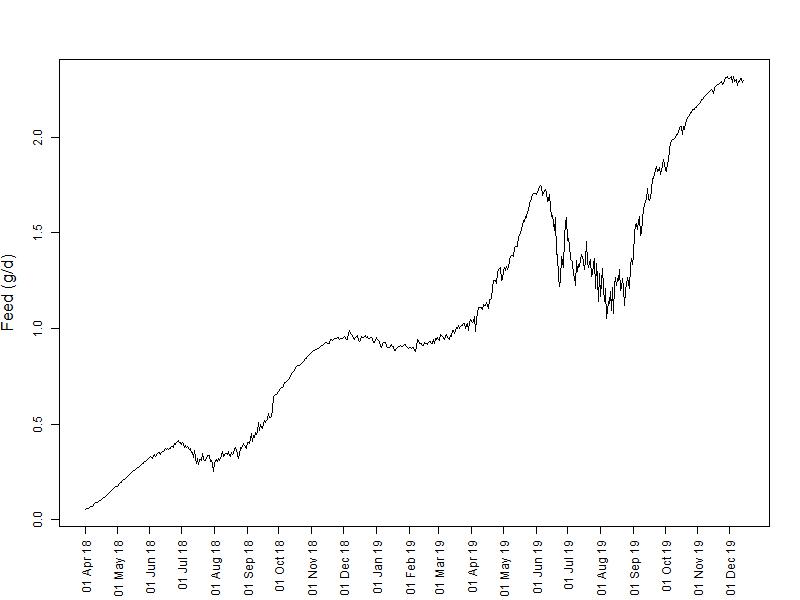 Feed (g/d)
2.0
1.5
1.0
0.5
0.0
01 Apr 18
01 May 18
01 Jun 18
01 Jul 18
01 Aug 18
01 Sep 18
01 Oct 18
01 Nov 18
01 Dec 18
01 Jan 19
01 Feb 19
01 Mar 19
01 Apr 19
01 May 19
01 Jun 19
01 Jul 19
01 Aug 19
01 Sep 19
01 Oct 19
01 Nov 19
01 Dec 19